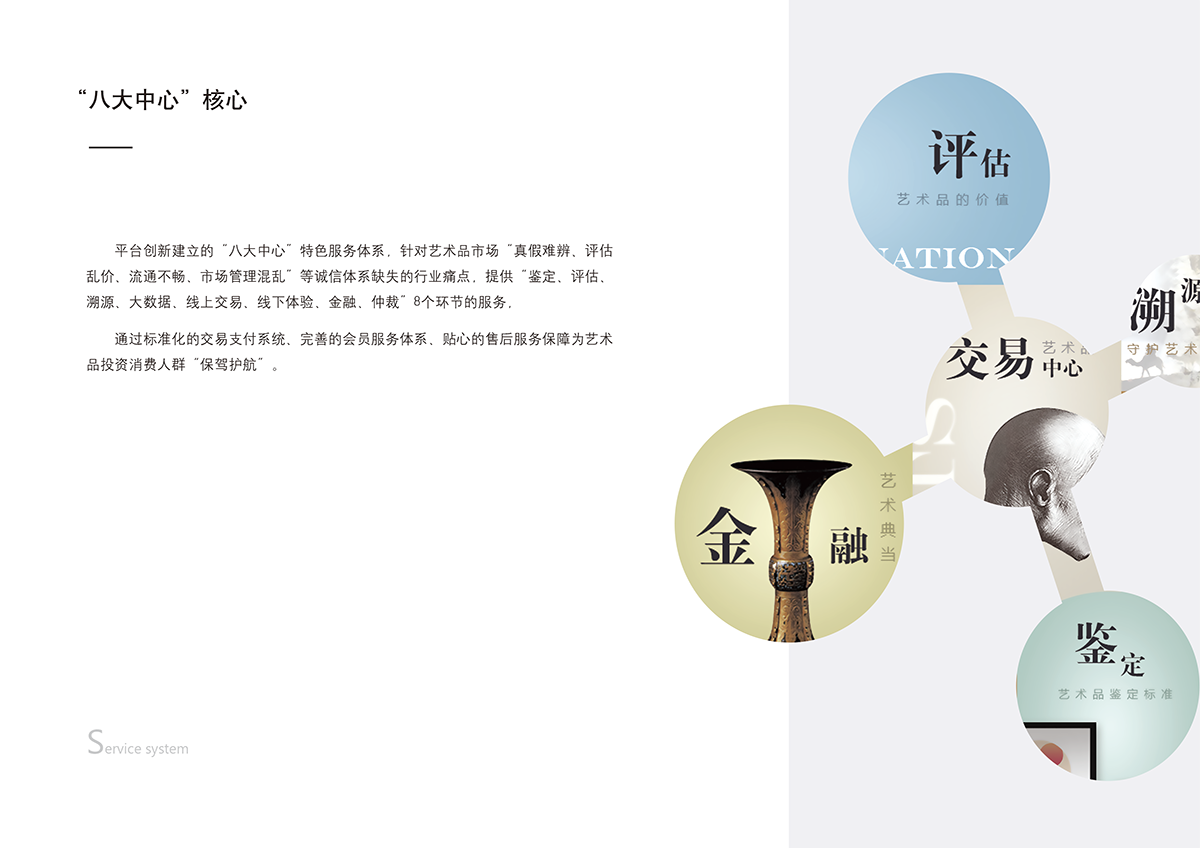 “八大中心”核心
平台创新建立的“八大中心”特色服务体系，针对艺术品市场“真假难辨、评估
乱价、流通不畅、市场管理混乱”等诚信体系缺失的行业痛点，提供“鉴定、评估、
溯源、大数据、线上交易、线下体验、金融、仲裁”8个环节的服务，
通过标准化的交易支付系统、完善的会员服务体系、贴心的售后服务保障为艺术
品投资消费人群“保驾护航”。
Service system
评估
艺术品的价值
NATION
溯源
守护艺术
交易
艺术品
中心
金融
艺术典当
鉴定
艺术品鉴定标准